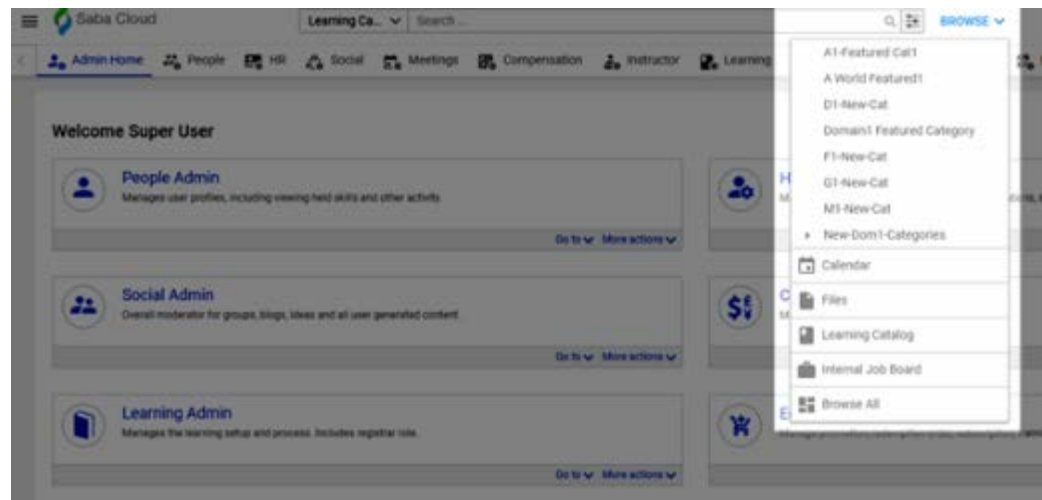 Saba Cloud
Learning Ca...
Search ...
BROWSE
Admin Home
People
HR
Social
Meetings
Compensation
Instructor
Learning
Welcome Super User
People Admin
Manages user profiles, including viewing held skills and other activity.
Go to More actions
Social Admin
Overall moderator for groups, blogs, ideas and all user generated content.
Go to More actions
Learning Admin
Manages the learning setup and process. Includes registrar role.
Go to More actions
H
M
C
M
E
A1-Featured Cat1
A World Featured1
D1-New-Cat
Domain1 Featured Category
F1-New-Cat
G1-New-Cat
M1-New-Cat
New-Dom1-Categories
Calendar
Files
Learning Catalog
Internal Job Board
Browse All